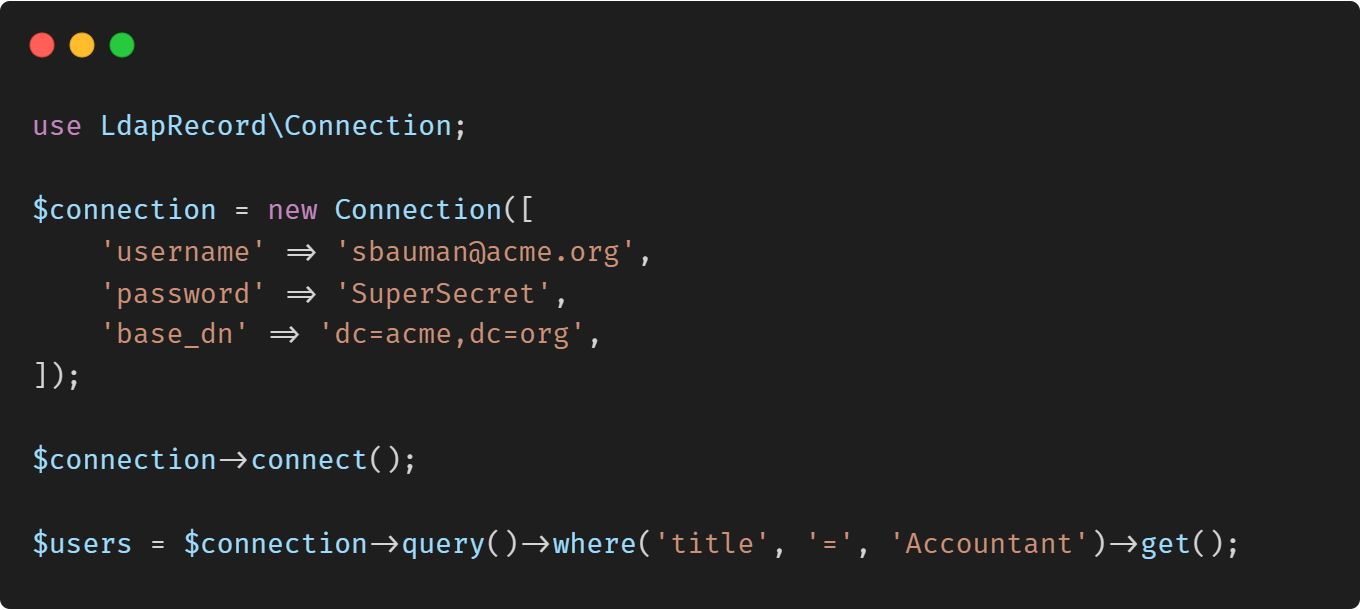 use LdapRecord\Connection;
$connection = new Connection([
    'username' => 'sbauman@acme.org',
    'password' => 'SuperSecret',
    'base_dn' => 'dc=acme,dc=org',
]);
$connection->connect();
$users = $connection->query()->where('title', '=', 'Accountant')->get();